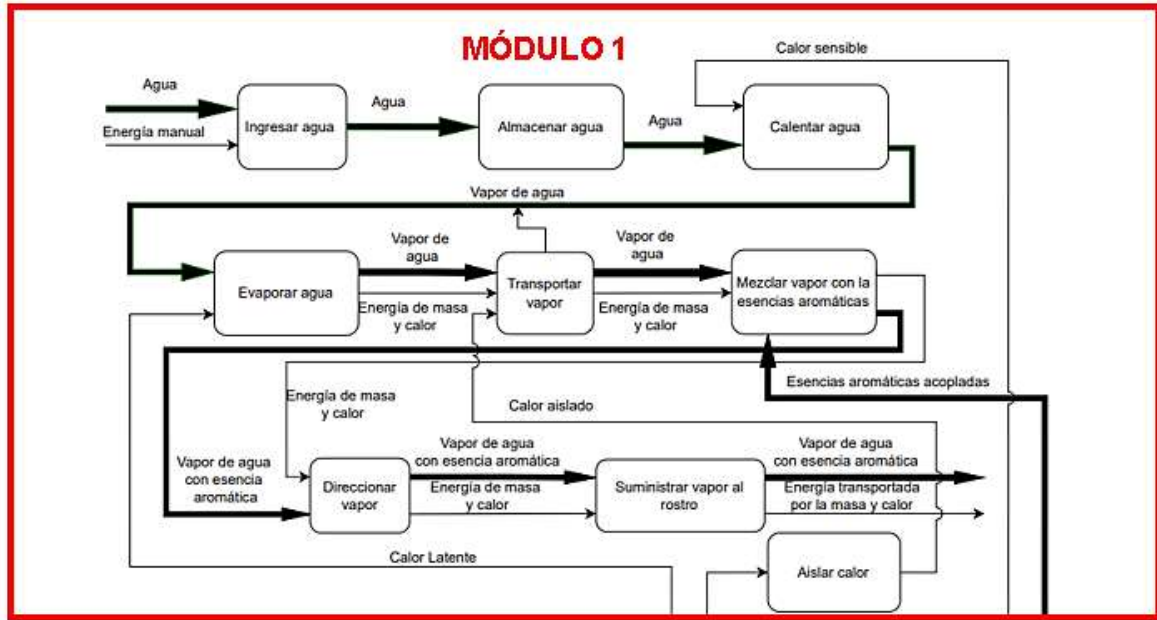 MÓDULO 1
Calor sensible
Agua
Energía manual
Ingresar agua
Agua
Almacenar agua
Agua
Calentar agua
Vapor de agua
Evaporar agua
Vapor de
agua
Energía de masa
y calor
Transportar
vapor
Vapor de
agua
Energía de masa
y calor
Mezclar vapor con la
esencias aromáticas
Esencias aromáticas acopladas
Energía de masa
y calor
Calor aislado
Vapor de agua
con esencia
aromática
Direccionar
vapor
Vapor de agua
con esencia aromática
Energía de masa
y calor
Suministrar vapor al
rostro
Vapor de agua
con esencia aromática
Energía transportada
por la masa y calor
Calor Latente
Aislar calor